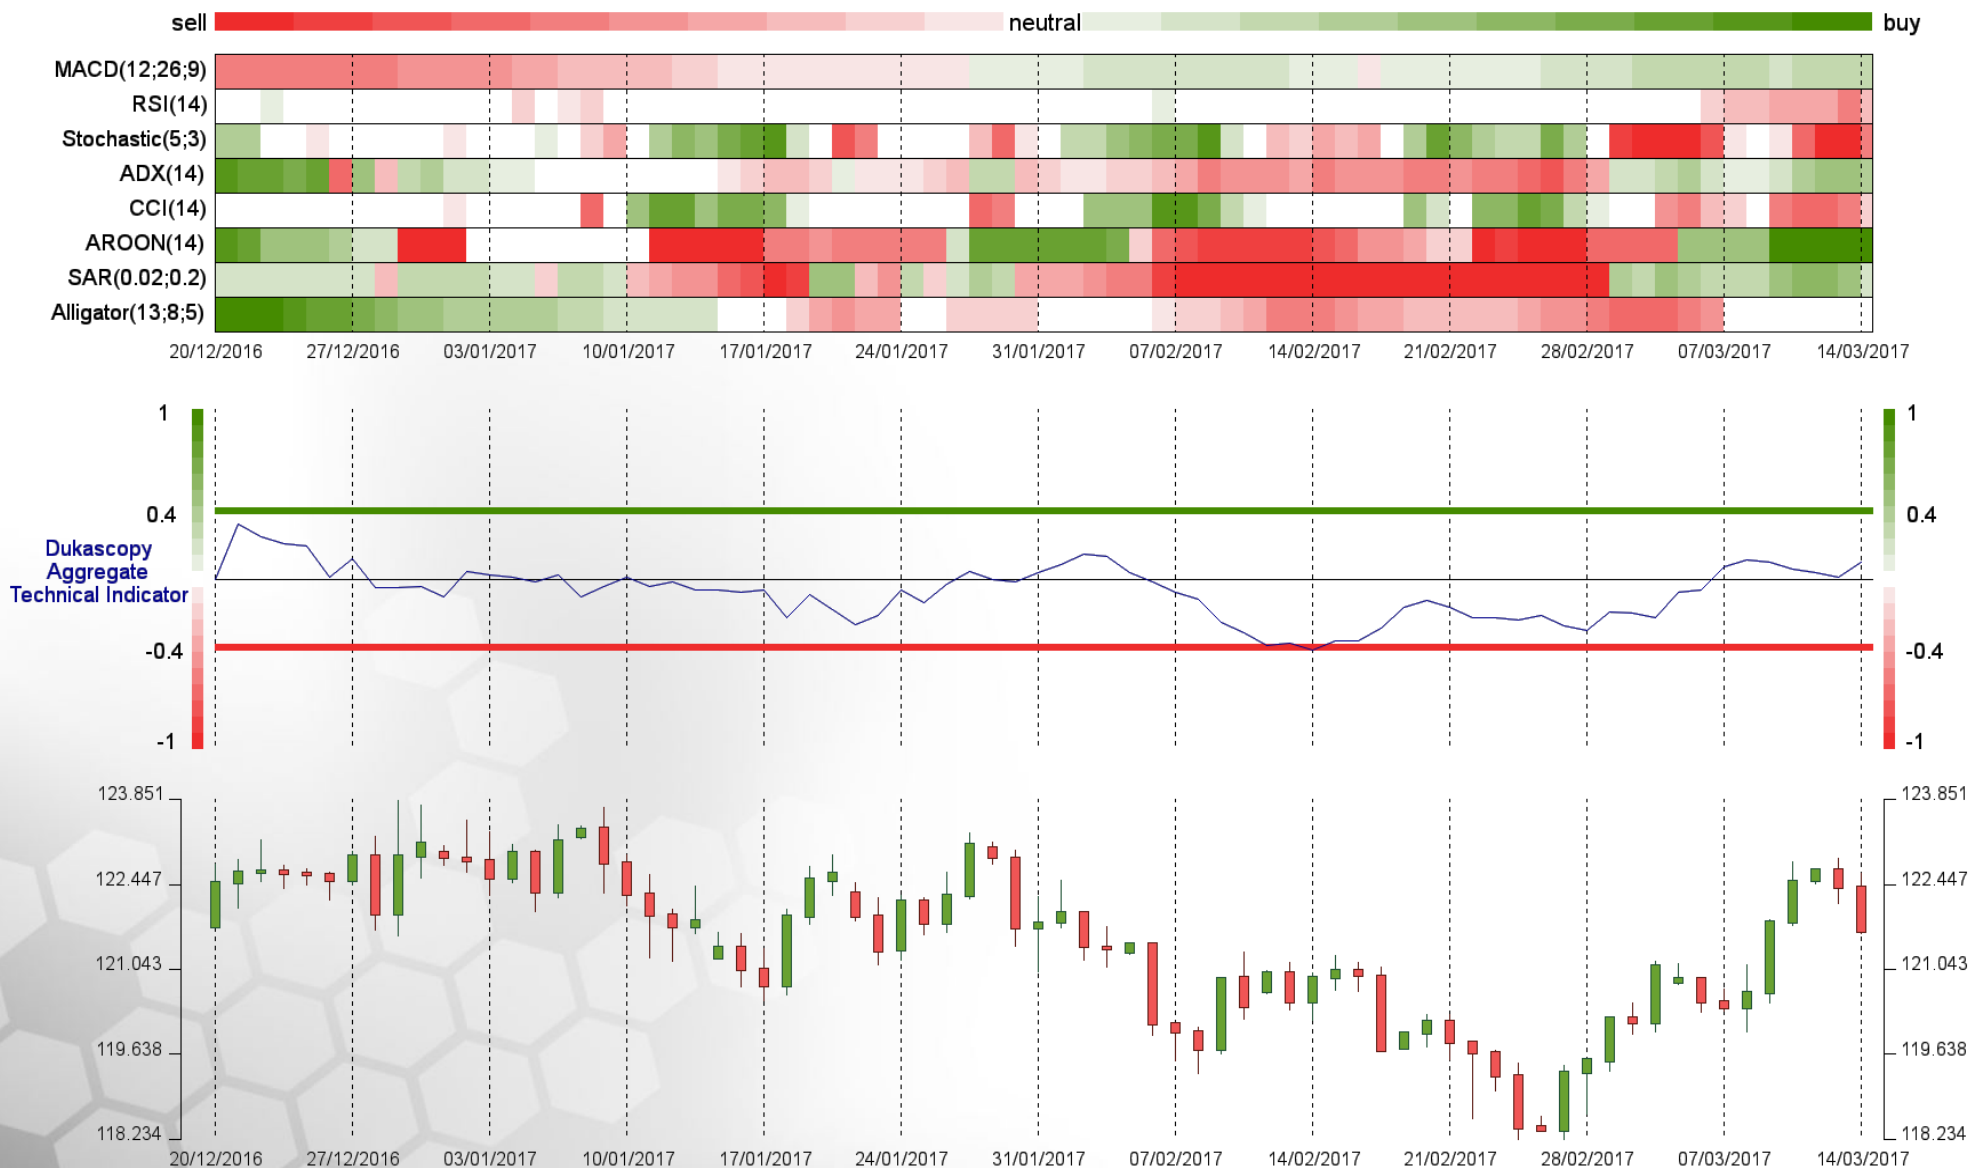 sell neutral buy
MACD(12;26;9)
RSI(14)
Stochastic(5;3)
ADX(14)
CCI(14)
AROON(14)
SAR(0.02;0.2)
Alligator(13;8;5)
20/12/2016 27/12/2016 03/01/2017 10/01/2017 17/01/2017 24/01/2017 31/01/2017 07/02/2017 14/02/2017 21/02/2017 28/02/2017 07/03/2017 14/03/2017
1 1
0.4 0.4
Dukascopy
Aggregate
Technical Indicator
-0.4 -0.4
-1 -1
123.851 123.851
122.447 122.447
121.043 121.043
119.638 119.638
118.234 118.234
20/12/2016 27/12/2016 03/01/2017 10/01/2017 17/01/2017 24/01/2017 31/01/2017 07/02/2017 14/02/2017 21/02/2017 28/02/2017 07/03/2017 14/03/2017